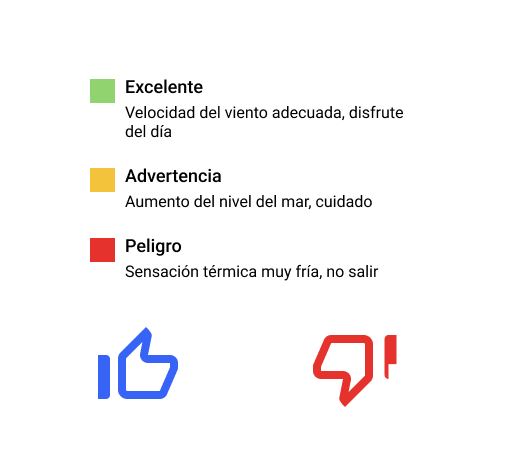 Excelente
Velocidad del viento adecuada, disfrute
del día
Advertencia
Aumento del nivel del mar, cuidado
Peligro
Sensación térmica muy fría, no salir